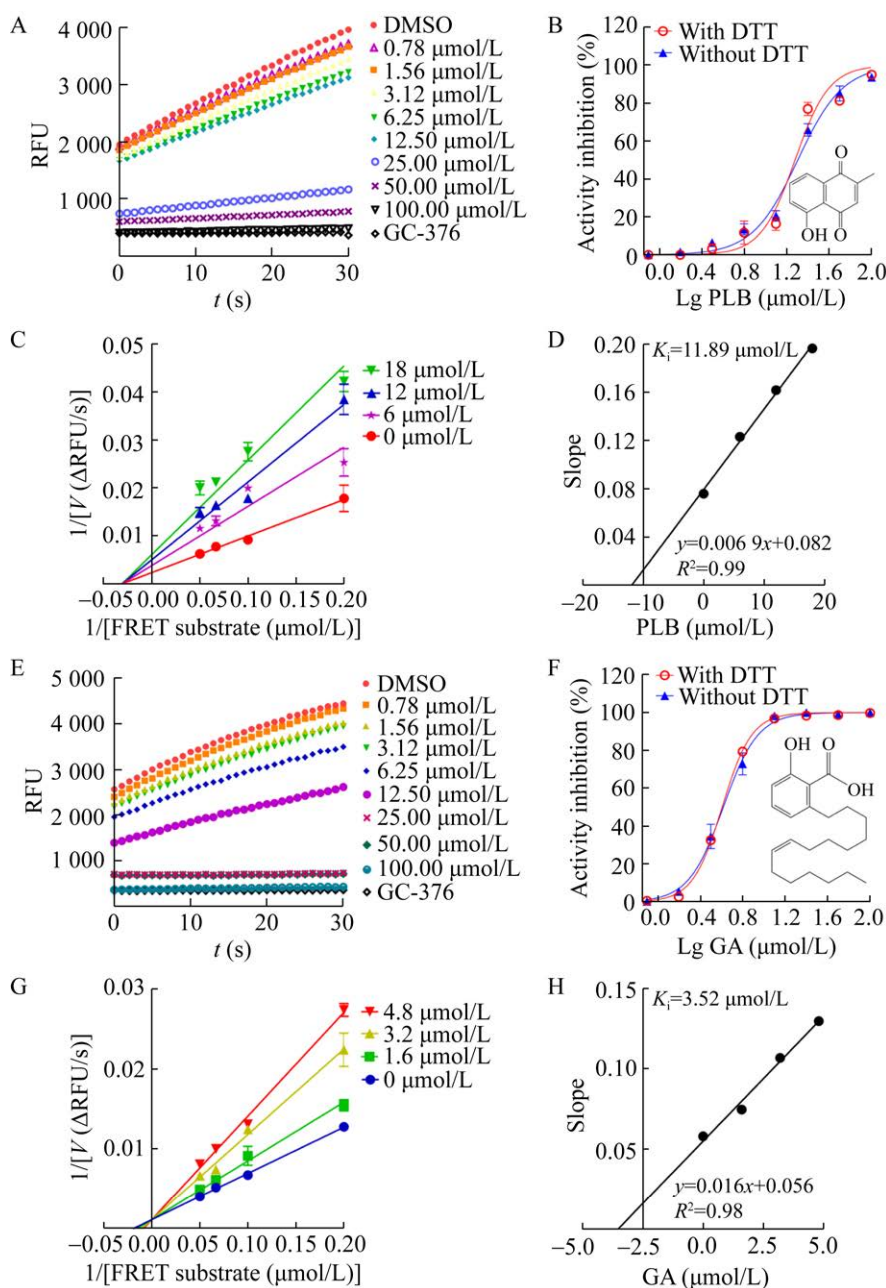 A
RFU
4 000
3 000
2 000
1 000
0
10
20
30
t (s)
DMSO
0.78 μmol/L
1.56 μmol/L
3.12 μmol/L
6.25 μmol/L
12.50 μmol/L
25.00 μmol/L
50.00 μmol/L
100.00 μmol/L
GC-376
B
Activity inhibition (%)
120
100
80
60
40
20
0
0.0
0.4
0.8
1.2
1.6
2.0
Lg PLB (μmol/L)
With DTT
Without DTT
O
OH
O
C
1/[V (ΔRFU/s)]
0.05
0.04
0.03
0.02
0.01
−0.05
0.00
0.05
0.10
0.15
0.20
1/[FRET substrate (μmol/L)]
18 μmol/L
12 μmol/L
6 μmol/L
0 μmol/L
D
Slope
0.20
0.16
0.12
0.08
0.04
−20
−10
0
10
20
PLB (μmol/L)
Ki=11.89 μmol/L
y=0.006 9x+0.082
R²=0.99
E
RFU
5 000
4 000
3 000
2 000
1 000
0
10
20
30
t (s)
DMSO
0.78 μmol/L
1.56 μmol/L
3.12 μmol/L
6.25 μmol/L
12.50 μmol/L
25.00 μmol/L
50.00 μmol/L
100.00 μmol/L
GC-376
F
Activity inhibition (%)
120
100
80
60
40
20
0
0.0
0.4
0.8
1.2
1.6
2.0
Lg GA (μmol/L)
With DTT
Without DTT
OH
O
OH
G
1/[V (ΔRFU/s)]
0.03
0.02
0.01
−0.05
0.00
0.05
0.10
0.15
0.20
1/[FRET substrate (μmol/L)]
4.8 μmol/L
3.2 μmol/L
1.6 μmol/L
0 μmol/L
H
Slope
0.15
0.10
0.05
−5.0
−2.5
0.0
2.5
5.0
GA (μmol/L)
Ki=3.52 μmol/L
y=0.016x+0.056
R²=0.98